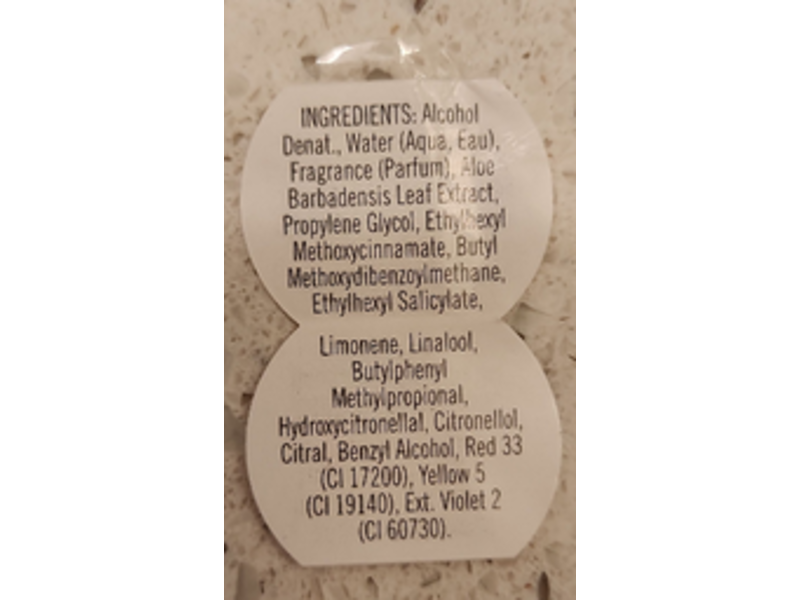 INGREDIENTS: Alcohol
Denat., Water (Aqua, Eau),
Fragrance (Parfum), Aloe
Barbadensis Leaf Extract,
Propylene Glycol, Ethylhexyl
Methoxycinnamate, Butyl
Methoxydibenzoylmethane,
Ethylhexyl Salicylate,
Limonene, Linalool,
Butylphenyl
Methylpropional,
Hydroxycitronellal, Citronellol,
Citral, Benzyl Alcohol, Red 33
(CI 17200), Yellow 5
(CI 19140), Ext. Violet 2
(CI 60730).